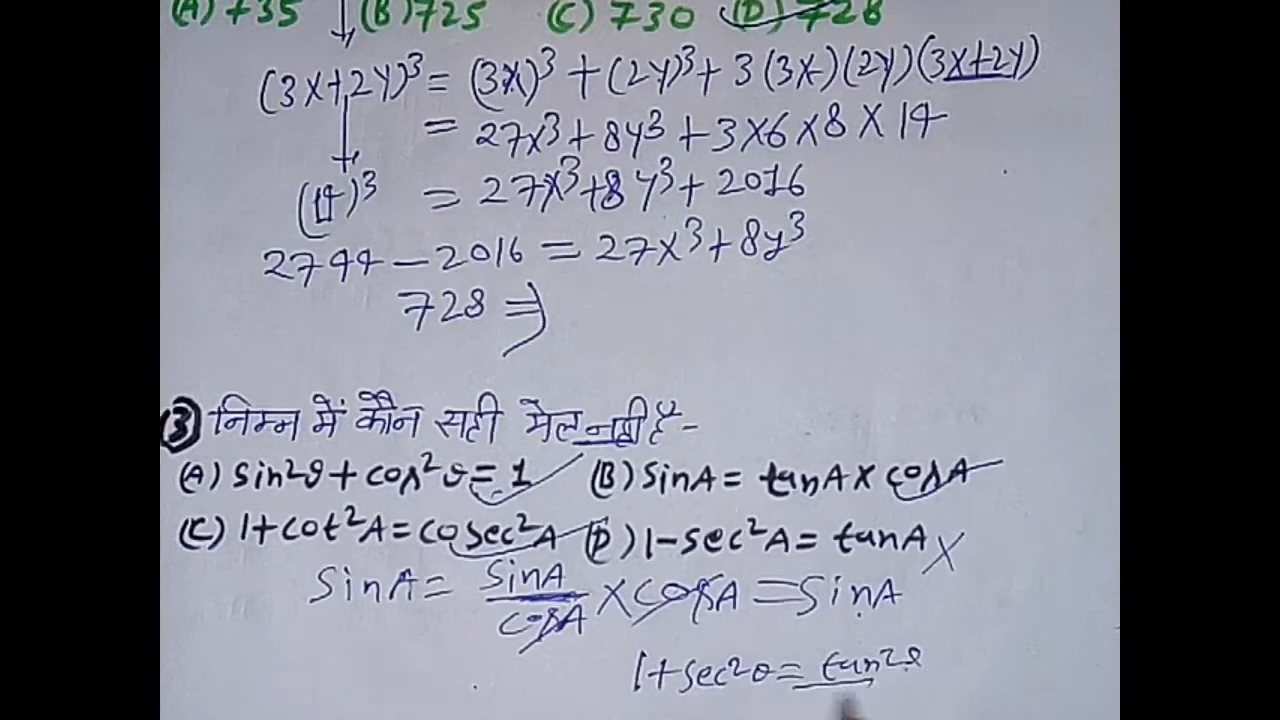 (A) 735 (B) 725 (C) 730 (D) 728
(3x+2y)³ = (3x)³ + (2y)³ + 3(3x)(2y)(3x+2y)
= 27x³ + 8y³ + 3×6×8×14
(14)³ = 27x³ + 8y³ + 2016
2744 - 2016 = 27x³ + 8y³
728 ⇒
③ निम्न में कौन सही मेल नहीं है -
(A) sin²θ + cos²θ = 1 (B) sinA = tanA × cosA
(C) 1 + cot²A = cosec²A (D) 1 - sec²A = tanA ×
sinA = sinA/cosA × cosA = sinA
1 + sec²θ = tan²θ